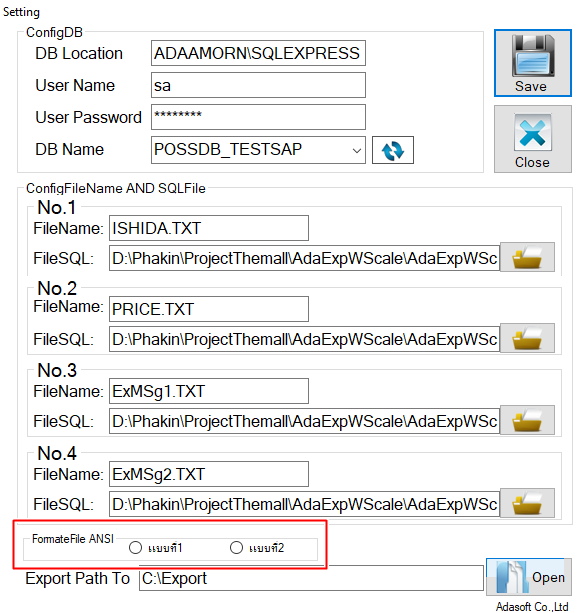 Setting
ConfigDB
DB Location ADAAMORN\SQLEXPRESS
Save
User Name sa
User Password ********
DB Name POSSDB_TESTSAP
Close
ConfigFileName AND SQLFile
No.1
FileName: ISHIDA.TXT
FileSQL: D:\Phakin\ProjectThemall\AdaExpWScale\AdaExpWSc
No.2
FileName: PRICE.TXT
FileSQL: D:\Phakin\ProjectThemall\AdaExpWScale\AdaExpWSc
No.3
FileName: ExMSg1.TXT
FileSQL: D:\Phakin\ProjectThemall\AdaExpWScale\AdaExpWSc
No.4
FileName: ExMSg2.TXT
FileSQL: D:\Phakin\ProjectThemall\AdaExpWScale\AdaExpWSc
FormateFile ANSI
แบบที่1 แบบที่2
Export Path To C:\Export Open
Adasoft Co.,Ltd